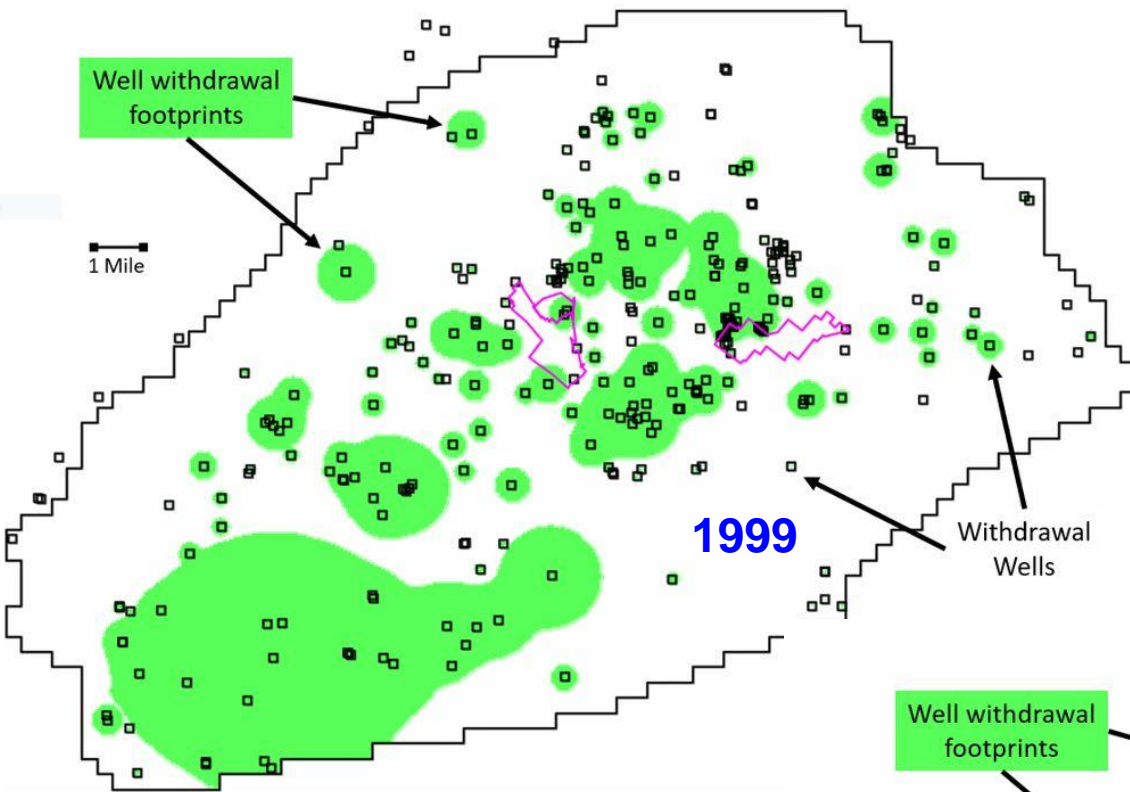 Well withdrawal
footprints
1 Mile
1999
Withdrawal
Wells
Well withdrawal
footprints